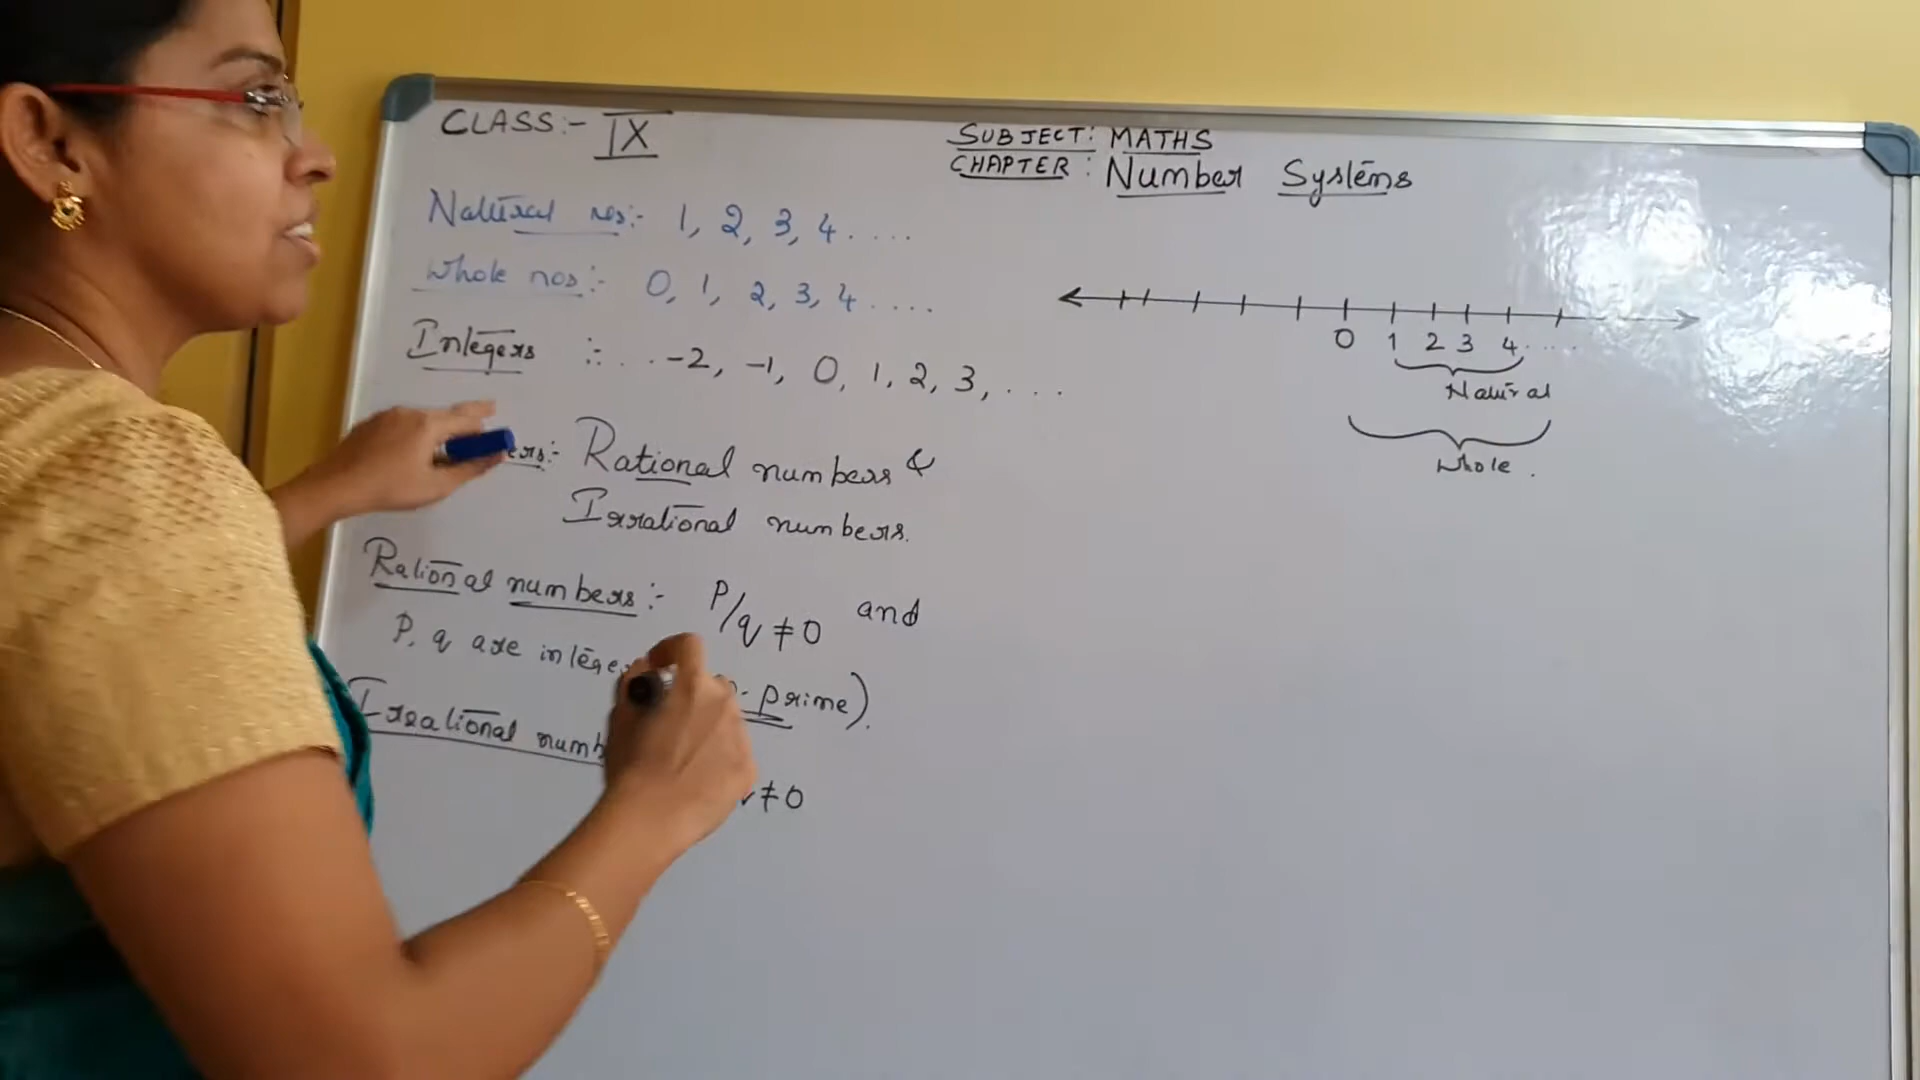 CLASS:- IX
SUBJECT: MATHS
CHAPTER: Number Systems
Natural nos:- 1, 2, 3, 4 ....
Whole nos:- 0, 1, 2, 3, 4 ....
Integers :- .. -2, -1, 0, 1, 2, 3, ...
0 1 2 3 4 ....
Natural
Whole .
Rational numbers &
Irrational numbers.
Rational numbers:- P/q ≠ 0 and
P, q are prime).
Irrational
≠ 0